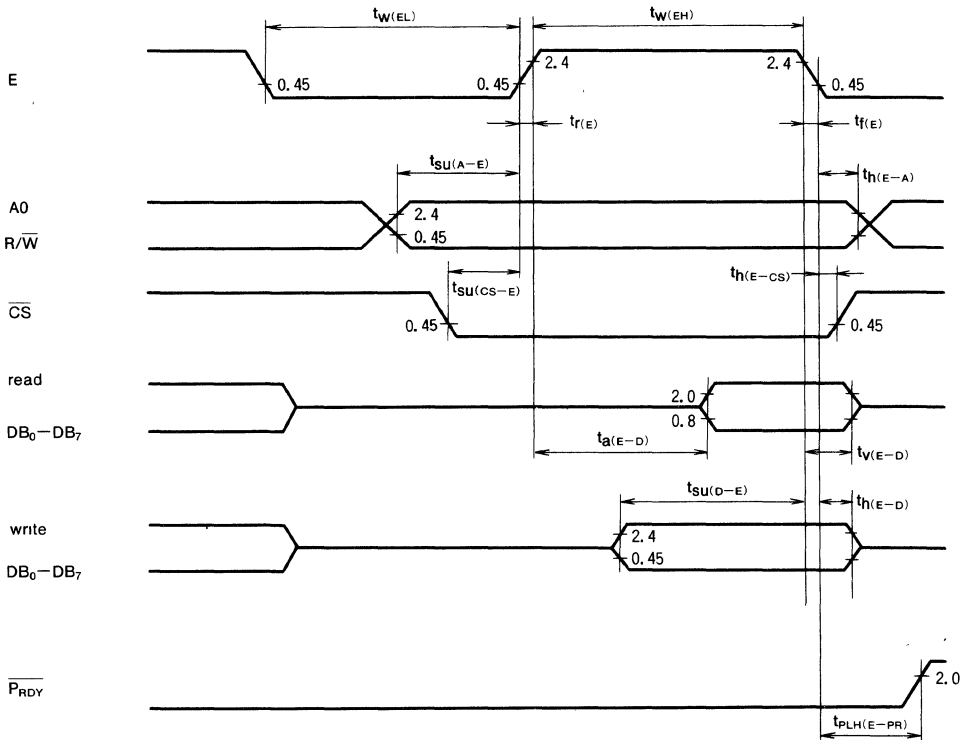 tW(EL) tW(EH)
E 0.45 0.45 2.4 2.4 0.45
tr(E) tf(E)
tsu(A−E) th(E−A)
A0 2.4
R/W̅ 0.45
tsu(CS−E) th(E−CS)
C̅S̅ 0.45 0.45
read 2.0
DB₀−DB₇ 0.8
ta(E−D) tv(E−D)
tsu(D−E) th(E−D)
write 2.4
DB₀−DB₇ 0.45
P̅R̅D̅Y̅ 2.0
tPLH(E−PR)